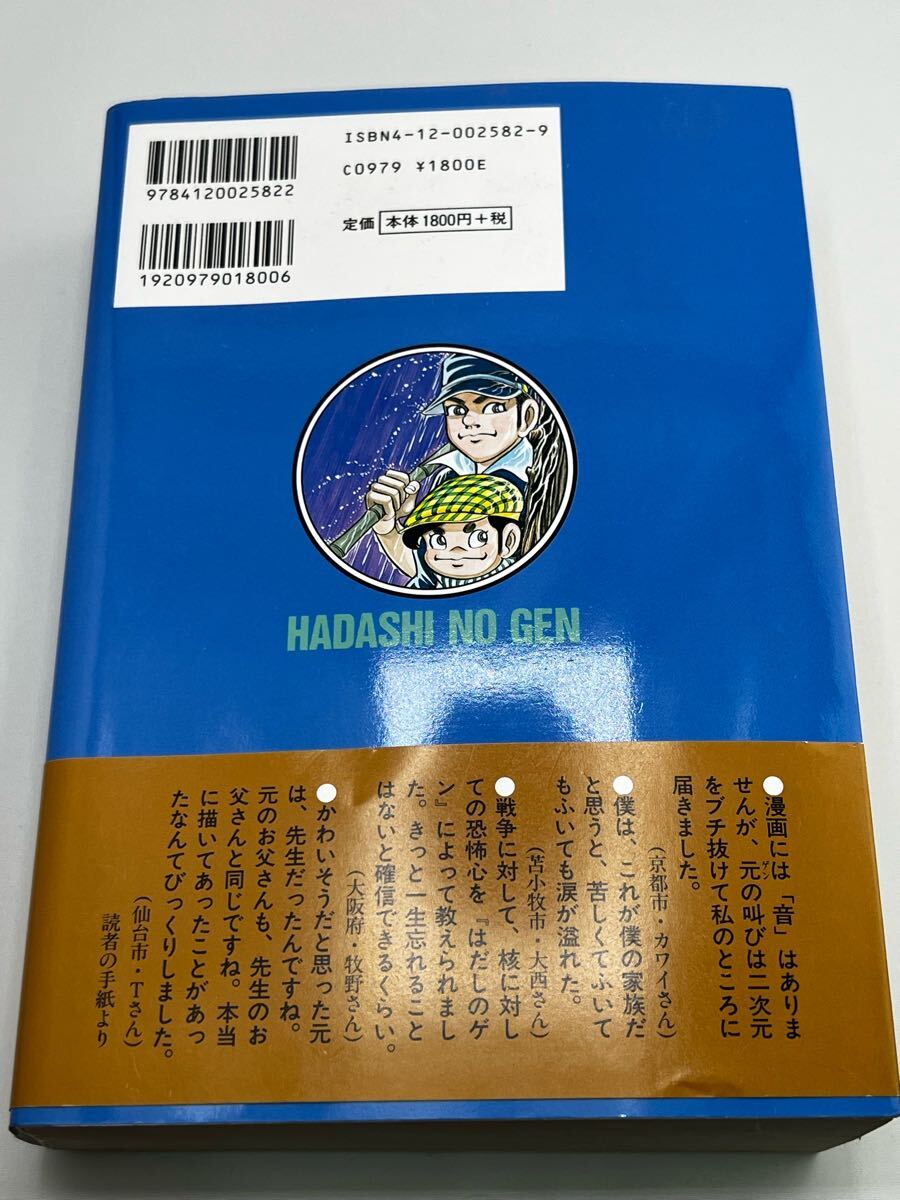 ISBN4-12-002582-9
C0979 ¥1800E
定価 本体1800円+税
9784120025822
1920979018006
HADASHI NO GEN
●漫画には「音」はありま
せんが、元の叫びは二次元
ゲン
をブチ抜けて私のところに
届きました。
(京都市・カワイさん)
●僕は、これが僕の家族だ
と思うと、苦しくてふいて
もふいても涙が溢れた。
(苫小牧市・大西さん)
●戦争に対して、核に対し
ての恐怖心を『はだしのゲ
ン』によって教えられまし
た。きっと一生忘れること
はないと確信できるくらい。
(大阪府・牧野さん)
●かわいそうだと思った元
は、先生だったんですね。
元のお父さんも、先生のお
父さんと同じですね。本当
に描いてあったことがあっ
たなんてびっくりしました。
(仙台市・Tさん)
読者の手紙より